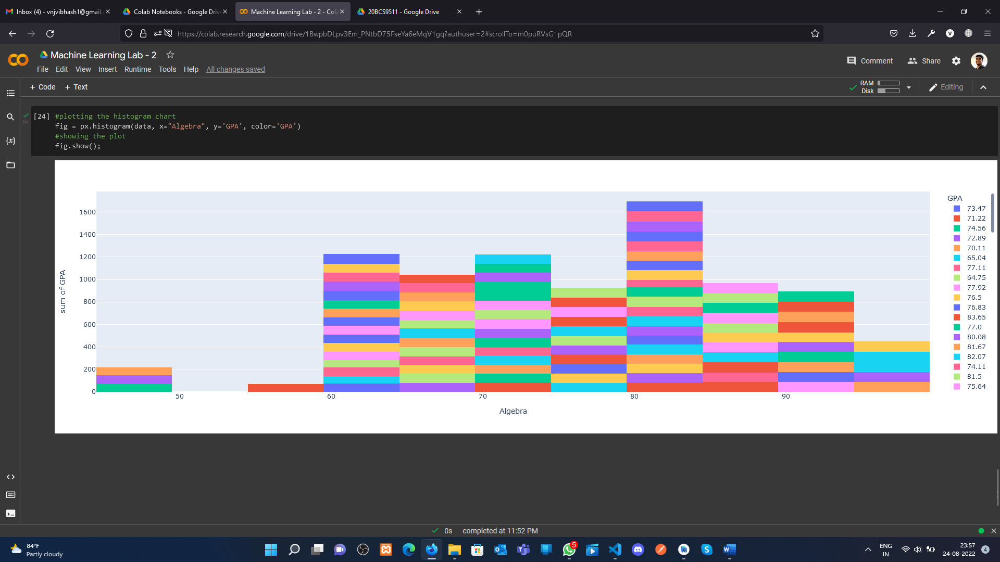 Inbox (4) - vnjvibhash1@gmail.
Colab Notebooks - Google Driv
Machine Learning Lab - 2 - Cola
20BCS9511 - Google Drive
https://colab.research.google.com/drive/1BwpbDLpv3Em_PNtbD75FseYa6eMqV1gq?authuser=2#scrollTo=m0puRVsG1pQR
V
Machine Learning Lab - 2
File Edit View Insert Runtime Tools Help All changes saved
Comment Share
+ Code + Text
RAM
Disk
Editing
[24] #plotting the histogram chart
0s
fig = px.histogram(data, x="Algebra", y='GPA', color='GPA')
#showing the plot
fig.show();
{x}
sum of GPA
1600
1400
1200
1000
800
600
400
200
0
50 60 70 80 90
Algebra
GPA
73.47
71.22
74.56
72.89
70.11
65.04
77.11
64.75
77.92
76.5
76.83
83.65
77.0
80.08
81.67
82.07
74.11
81.5
75.64
0s completed at 11:52 PM
84°F
Partly cloudy
5
ENG
IN
23:57
24-08-2022
4